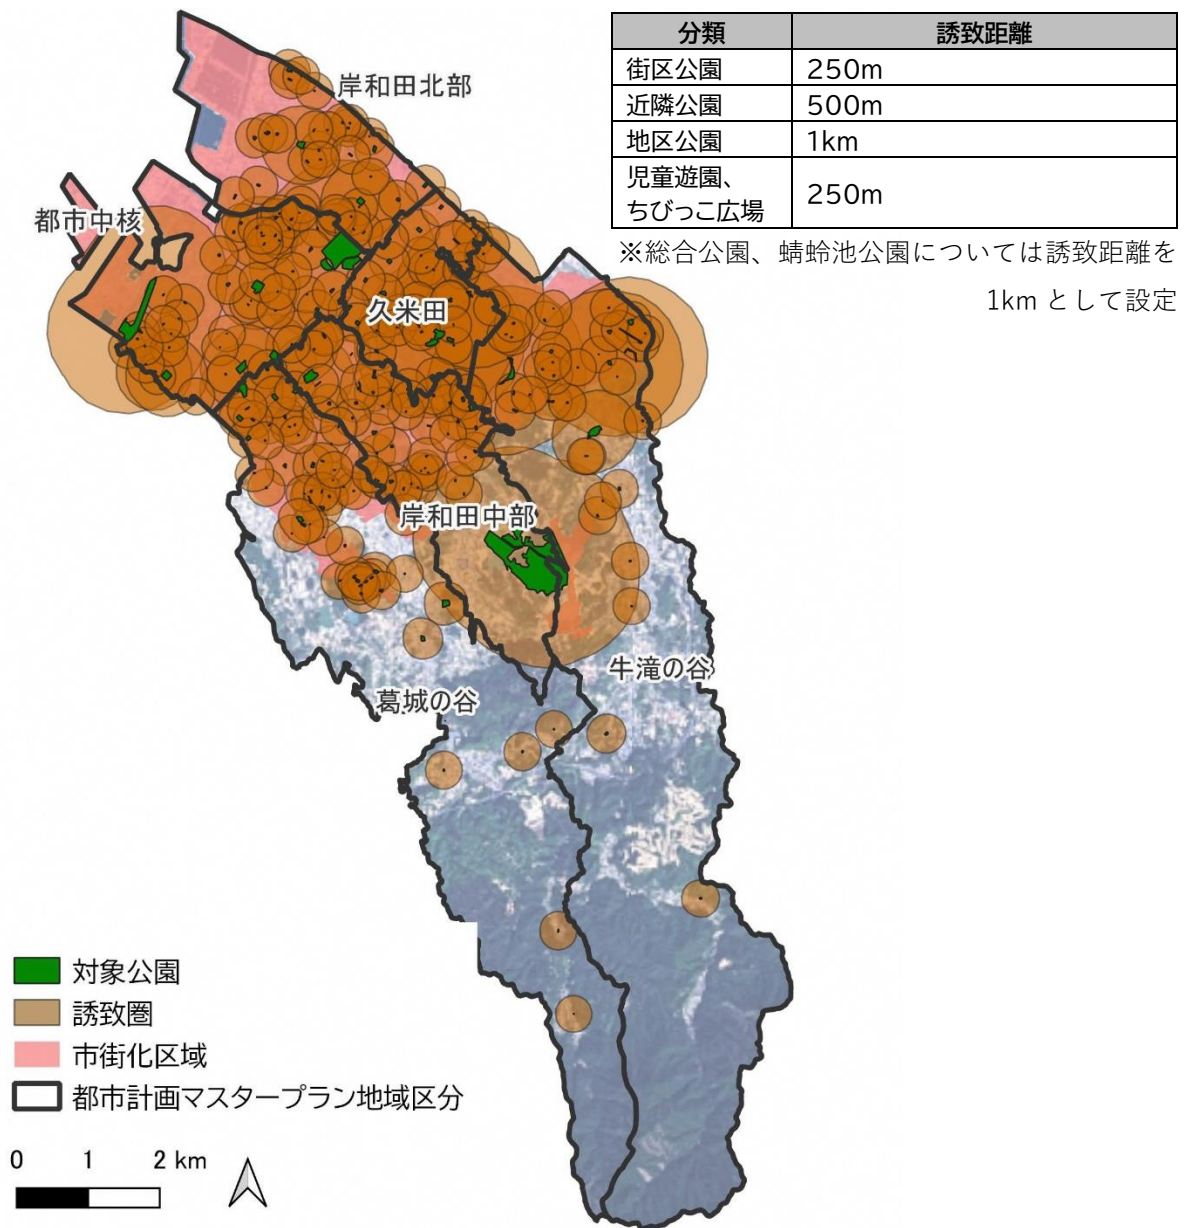 分類 誘致距離
街区公園 250m
近隣公園 500m
地区公園 1km
児童遊園、
ちびっこ広場 250m
※総合公園、蜻蛉池公園については誘致距離を
1km として設定
岸和田北部
都市中核
久米田
岸和田中部
牛滝の谷
葛城の谷
対象公園
誘致圏
市街化区域
都市計画マスタープラン地域区分
0 1 2 km